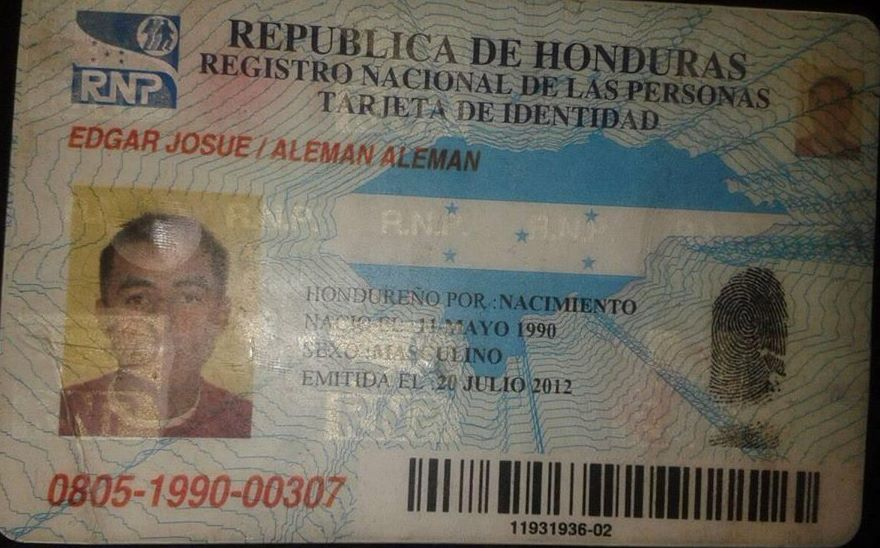 RNP
REPUBLICA DE HONDURAS
REGISTRO NACIONAL DE LAS PERSONAS
TARJETA DE IDENTIDAD
EDGAR JOSUE / ALEMAN ALEMAN
R.N.P. R.N.P. R.N.P.
HONDUREÑO POR :NACIMIENTO
NACIO EL :11 MAYO 1990
SEXO :MASCULINO
EMITIDA EL :20 JULIO 2012
RNP
0805-1990-00307
11931936-02